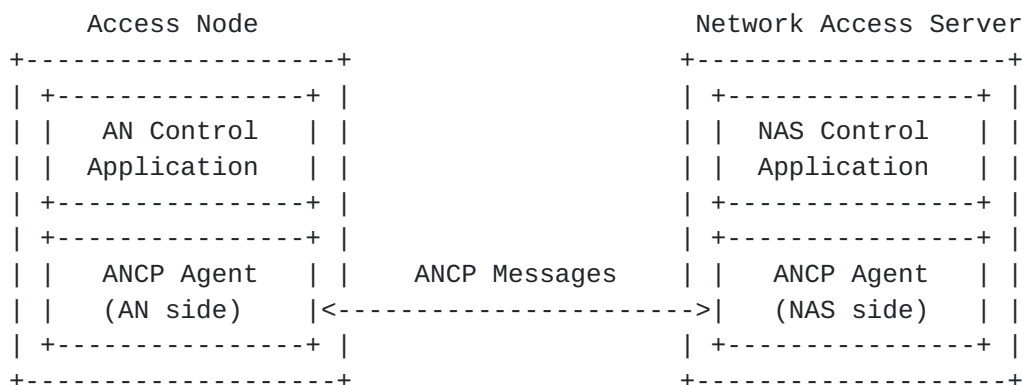 Access Node                            Network Access Server
+--------------------+                     +--------------------+
| +----------------+ |                     | +----------------+ |
| |   AN Control   | |                     | |  NAS Control   | |
| |  Application   | |                     | |  Application   | |
| +----------------+ |                     | +----------------+ |
| +----------------+ |                     | +----------------+ |
| |   ANCP Agent   | |    ANCP Messages    | |   ANCP Agent   | |
| |   (AN side)    |<----------------------->|   (NAS side)   | |
| +----------------+ |                     | +----------------+ |
+--------------------+                     +--------------------+